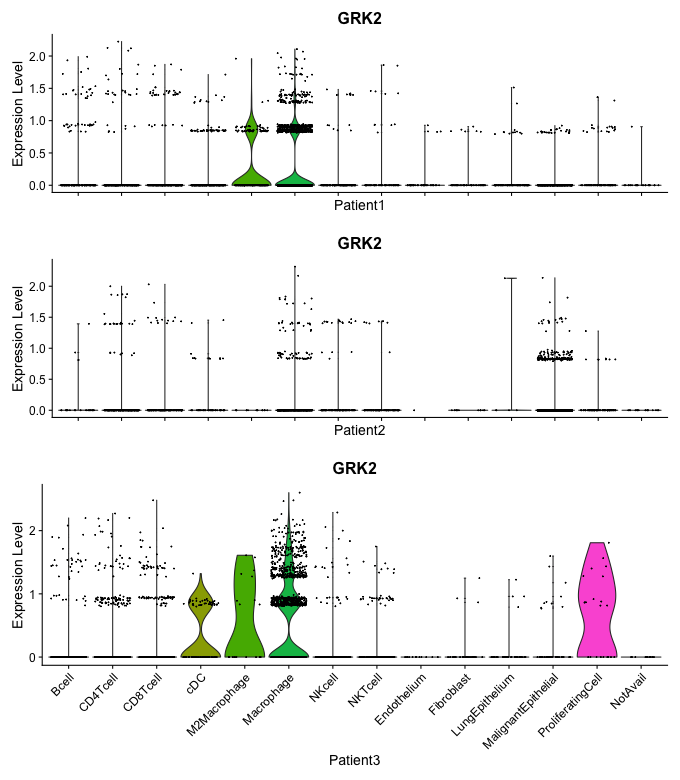 GRK2
Expression Level
2.0
1.5
1.0
0.5
0.0
Patient1
GRK2
Expression Level
2.0
1.5
1.0
0.5
0.0
Patient2
GRK2
Expression Level
2
1
0
Bcell
CD4Tcell
CD8Tcell
cDC
M2Macrophage
Macrophage
NKcell
NKTcell
Endothelium
Fibroblast
LungEpithelium
MalignantEpithelial
ProliferatingCell
NotAvail
Patient3